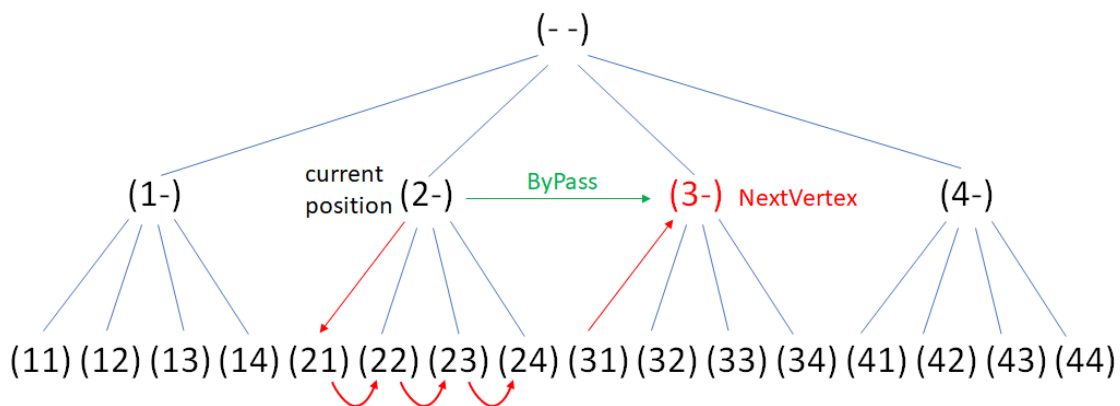 (- -)
current
position
(1-) (2-) ByPass (3-) NextVertex (4-)
(11) (12) (13) (14) (21) (22) (23) (24) (31) (32) (33) (34) (41) (42) (43) (44)